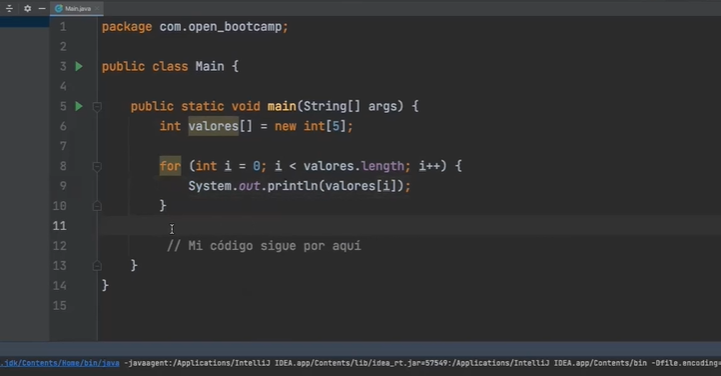 Main.java
1 package com.open_bootcamp;
2
3 public class Main {
4
5 public static void main(String[] args) {
6 int valores[] = new int[5];
7
8 for (int i = 0; i < valores.length; i++) {
9 System.out.println(valores[i]);
10 }
11
12 // Mi código sigue por aquí
13 }
14 }
15
.jdk/Contents/Home/bin/java -javaagent:/Applications/IntelliJ IDEA.app/Contents/lib/idea_rt.jar=57549:/Applications/IntelliJ IDEA.app/Contents/bin -Dfile.encoding=